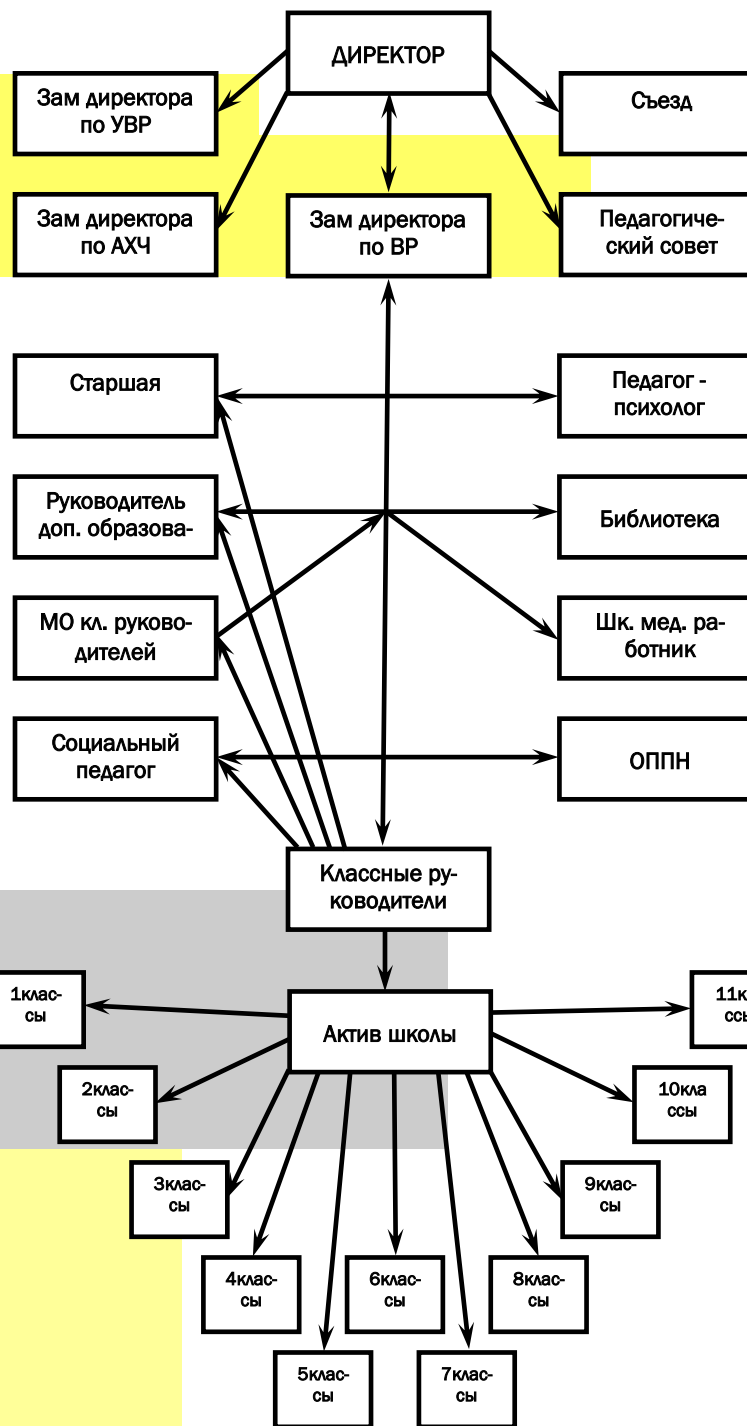 ДИРЕКТОР
Зам директора
по УВР
Съезд
Зам директора
по АХЧ
Зам директора
по ВР
Педагогиче-
ский совет
Старшая
Педагог -
психолог
Руководитель
доп. образова-
Библиотека
МО кл. руково-
дителей
Шк. мед. ра-
ботник
Социальный
педагог
ОППН
Классные ру-
ководители
1клас-
сы
Актив школы
11к
ссы
2клас-
сы
10кла
ссы
3клас-
сы
9клас-
сы
4клас-
сы
6клас-
сы
8клас-
сы
5клас-
сы
7клас-
сы